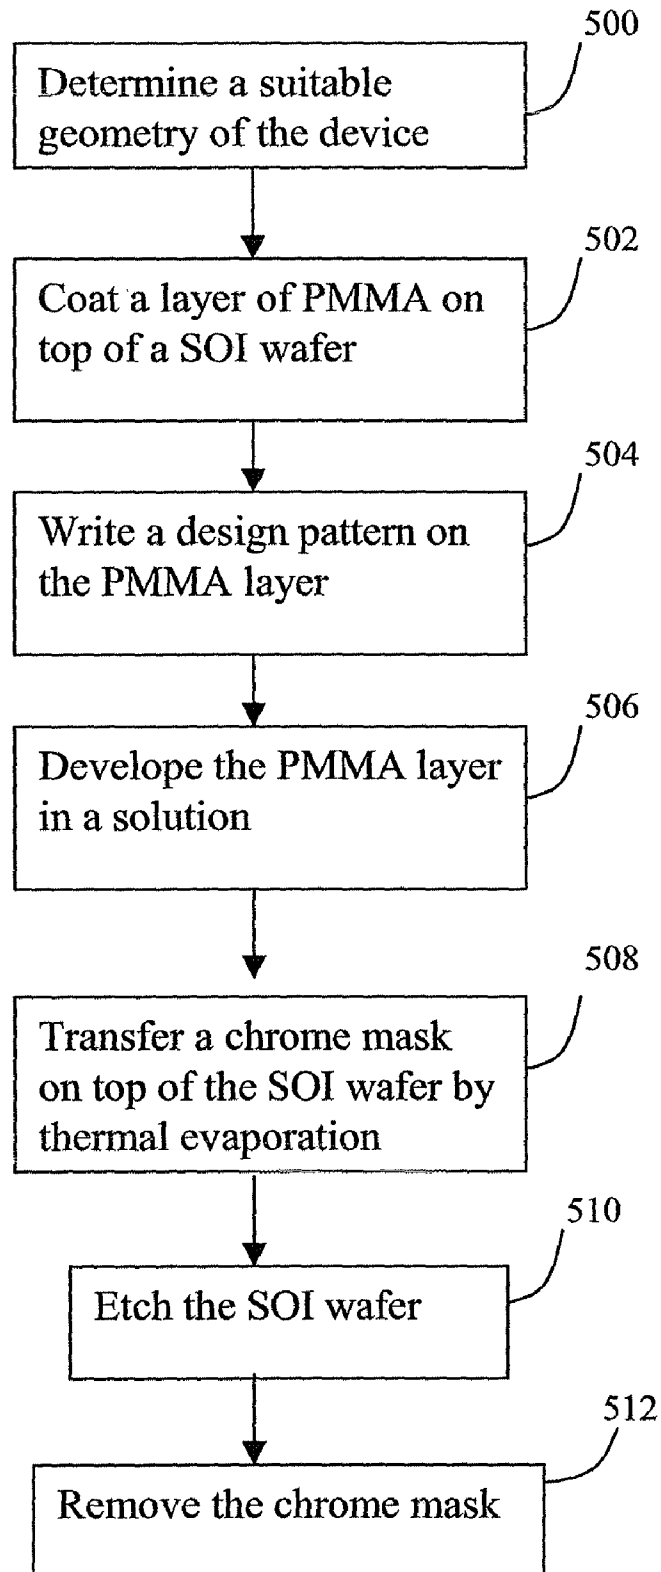 500
Determine a suitable
geometry of the device
502
Coat a layer of PMMA on
top of a SOI wafer
504
Write a design pattern on
the PMMA layer
506
Develope the PMMA layer
in a solution
508
Transfer a chrome mask
on top of the SOI wafer by
thermal evaporation
510
Etch the SOI wafer
512
Remove the chrome mask